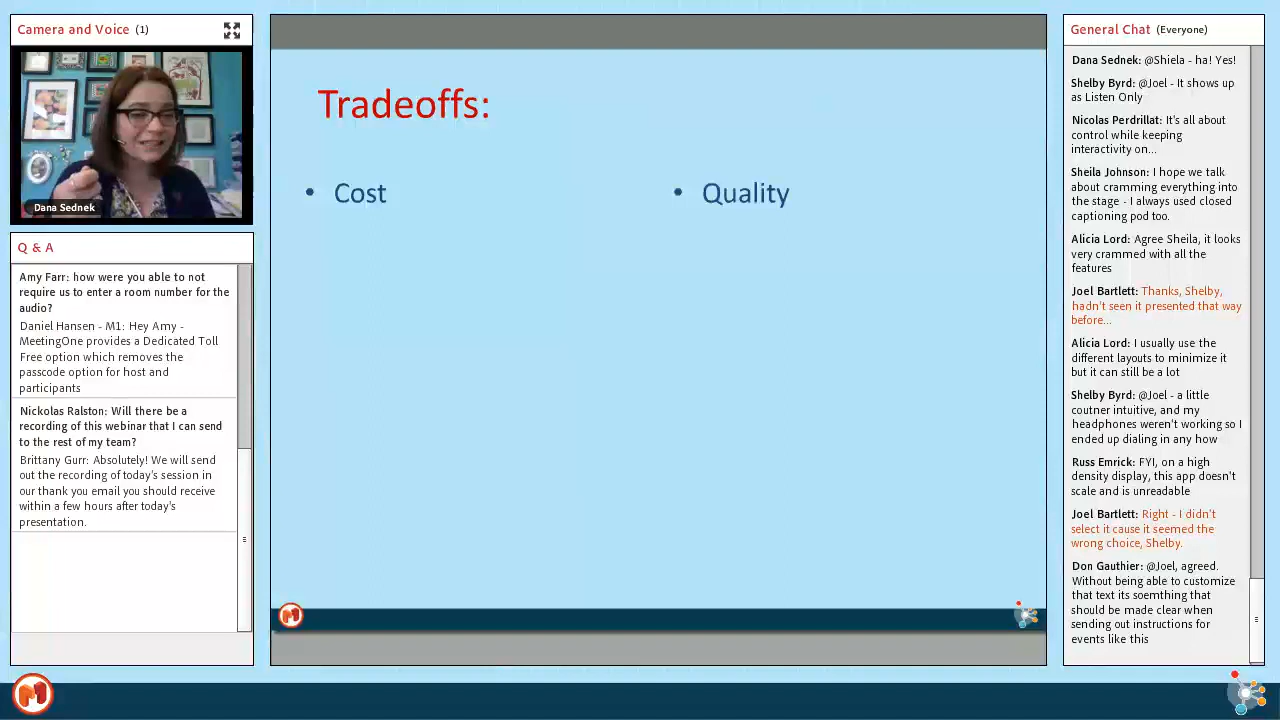 Camera and Voice (1)
Dana Sednek
Q & A
Amy Farr: how were you able to not
require us to enter a room number for the
audio?
Daniel Hansen - M1: Hey Amy -
MeetingOne provides a Dedicated Toll
Free option which removes the
passcode option for host and
participants
Nickolas Ralston: Will there be a
recording of this webinar that I can send
to the rest of my team?
Brittany Gurr: Absolutely! We will send
out the recording of today's session in
our thank you email you should receive
within a few hours after today's
presentation.
Tradeoffs:
• Cost
• Quality
General Chat (Everyone)
Dana Sednek: @Shiela - ha! Yes!
Shelby Byrd: @Joel - It shows up
as Listen Only
Nicolas Perdrillat: It's all about
control while keeping
interactivity on...
Sheila Johnson: I hope we talk
about cramming everything into
the stage - I always used closed
captioning pod too.
Alicia Lord: Agree Sheila, it looks
very crammed with all the
features
Joel Bartlett: Thanks, Shelby,
hadn't seen it presented that way
before...
Alicia Lord: I usually use the
different layouts to minimize it
but it can still be a lot
Shelby Byrd: @Joel - a little
coutner intuitive, and my
headphones weren't working so I
ended up dialing in any how
Russ Emrick: FYI, on a high
density display, this app doesn't
scale and is unreadable
Joel Bartlett: Right - I didn't
select it cause it seemed the
wrong choice, Shelby.
Don Gauthier: @Joel, agreed.
Without being able to customize
that text its soemthing that
should be made clear when
sending out instructions for
events like this